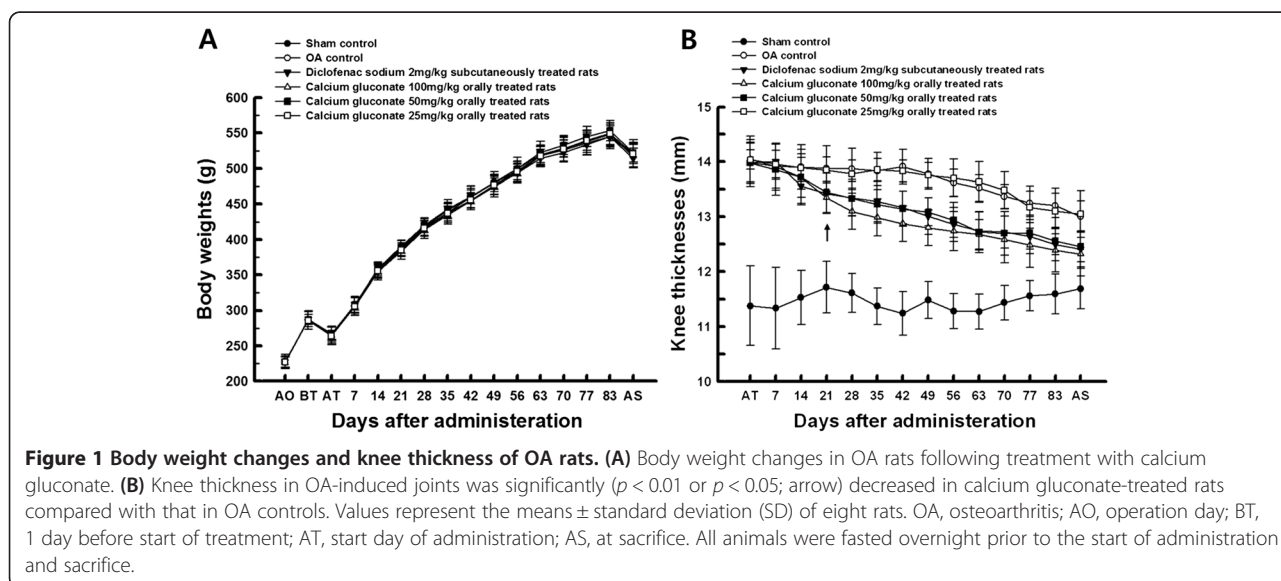 A
Sham control
OA control
Diclofenac sodium 2mg/kg subcutaneously treated rats
Calcium gluconate 100mg/kg orally treated rats
Calcium gluconate 50mg/kg orally treated rats
Calcium gluconate 25mg/kg orally treated rats
600
550
500
450
400
350
300
250
200
Body weights (g)
AO BT AT 7 14 21 28 35 42 49 56 63 70 77 83 AS
Days after administeration
B
Sham control
OA control
Diclofenac sodium 2mg/kg subcutaneously treated rats
Calcium gluconate 100mg/kg orally treated rats
Calcium gluconate 50mg/kg orally treated rats
Calcium gluconate 25mg/kg orally treated rats
15
14
13
12
11
10
Knee thicknesses (mm)
AT 7 14 21 28 35 42 49 56 63 70 77 83 AS
Days after administeration
Figure 1 Body weight changes and knee thickness of OA rats. (A) Body weight changes in OA rats following treatment with calcium
gluconate. (B) Knee thickness in OA-induced joints was significantly (p < 0.01 or p < 0.05; arrow) decreased in calcium gluconate-treated rats
compared with that in OA controls. Values represent the means ± standard deviation (SD) of eight rats. OA, osteoarthritis; AO, operation day; BT,
1 day before start of treatment; AT, start day of administration; AS, at sacrifice. All animals were fasted overnight prior to the start of administration
and sacrifice.